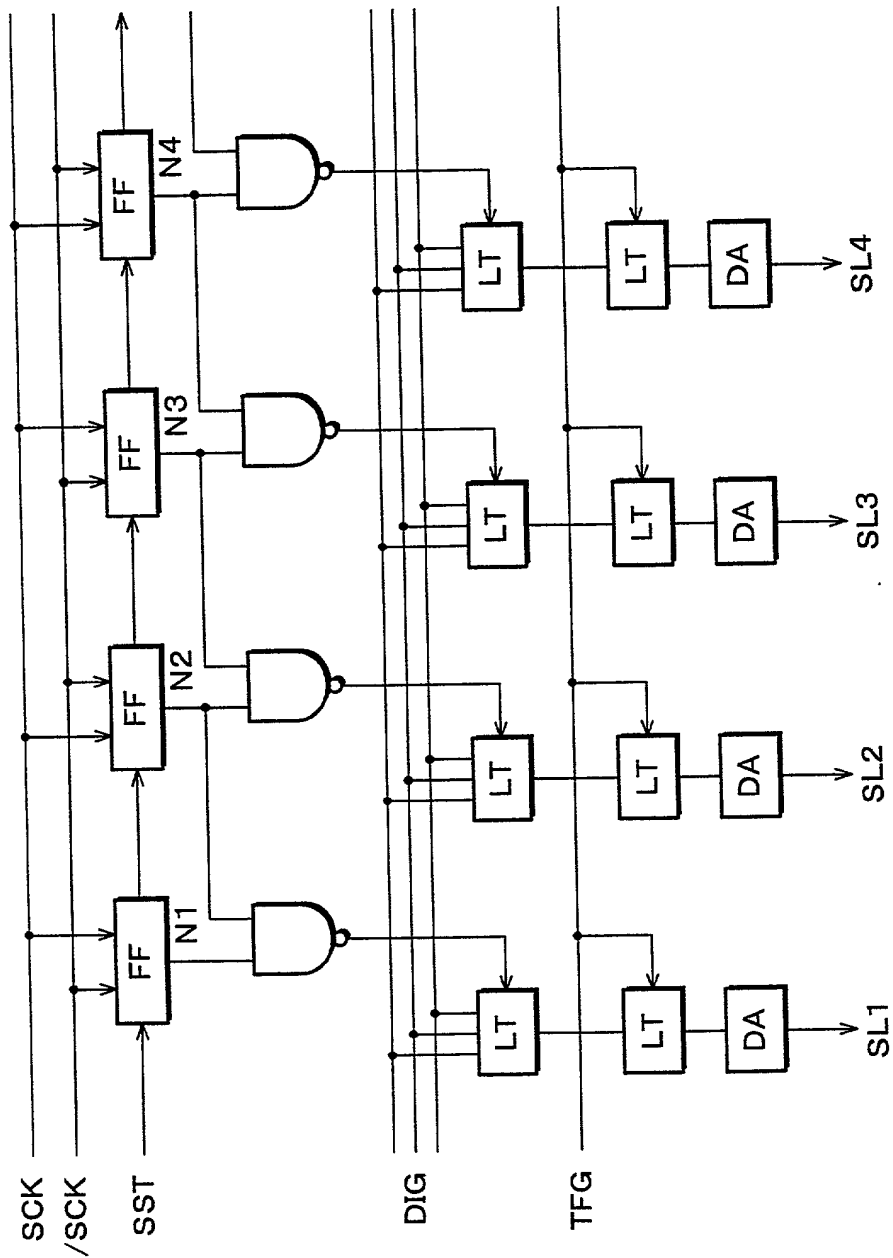 SCK
/SCK
SST
FF
FF
FF
FF
N1
N2
N3
N4
DIG
LT
LT
LT
LT
TFG
LT
LT
LT
LT
DA
DA
DA
DA
SL1
SL2
SL3
SL4